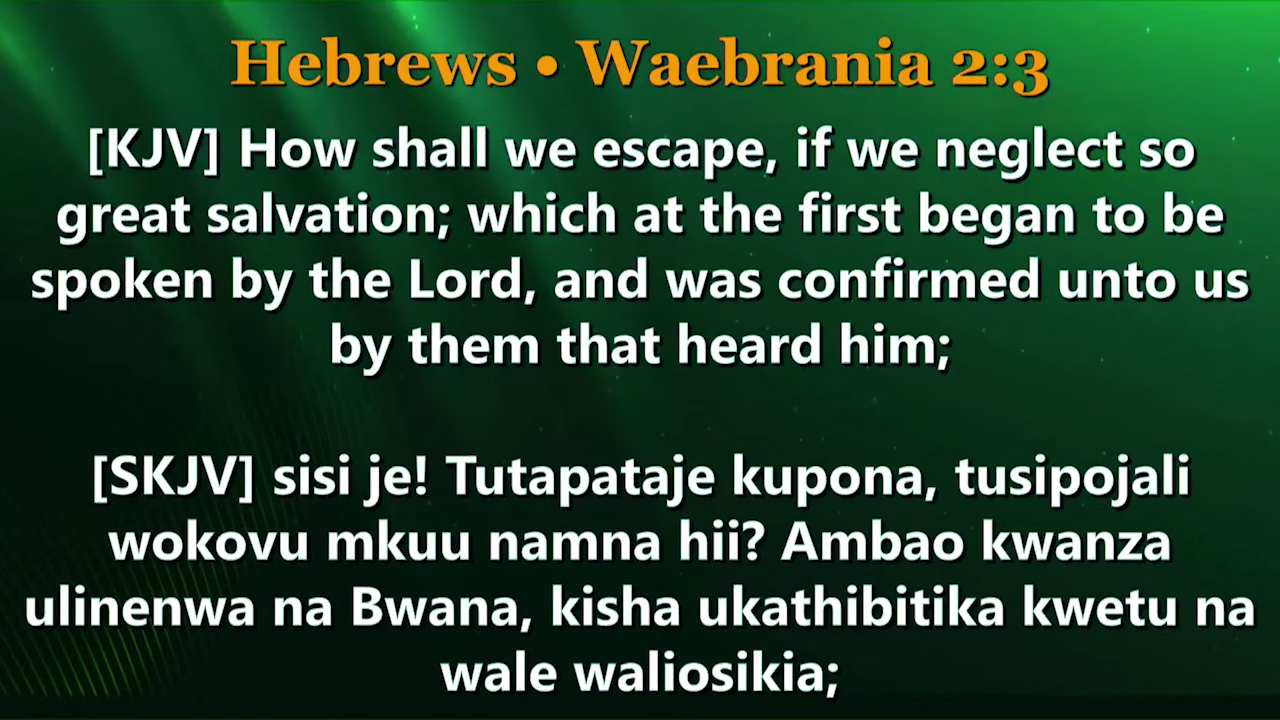 Hebrews • Waebrania 2:3
[KJV] How shall we escape, if we neglect so
great salvation; which at the first began to be
spoken by the Lord, and was confirmed unto us
by them that heard him;
[SKJV] sisi je! Tutapataje kupona, tusipojali
wokovu mkuu namna hii? Ambao kwanza
ulinenwa na Bwana, kisha ukathibitika kwetu na
wale waliosikia;